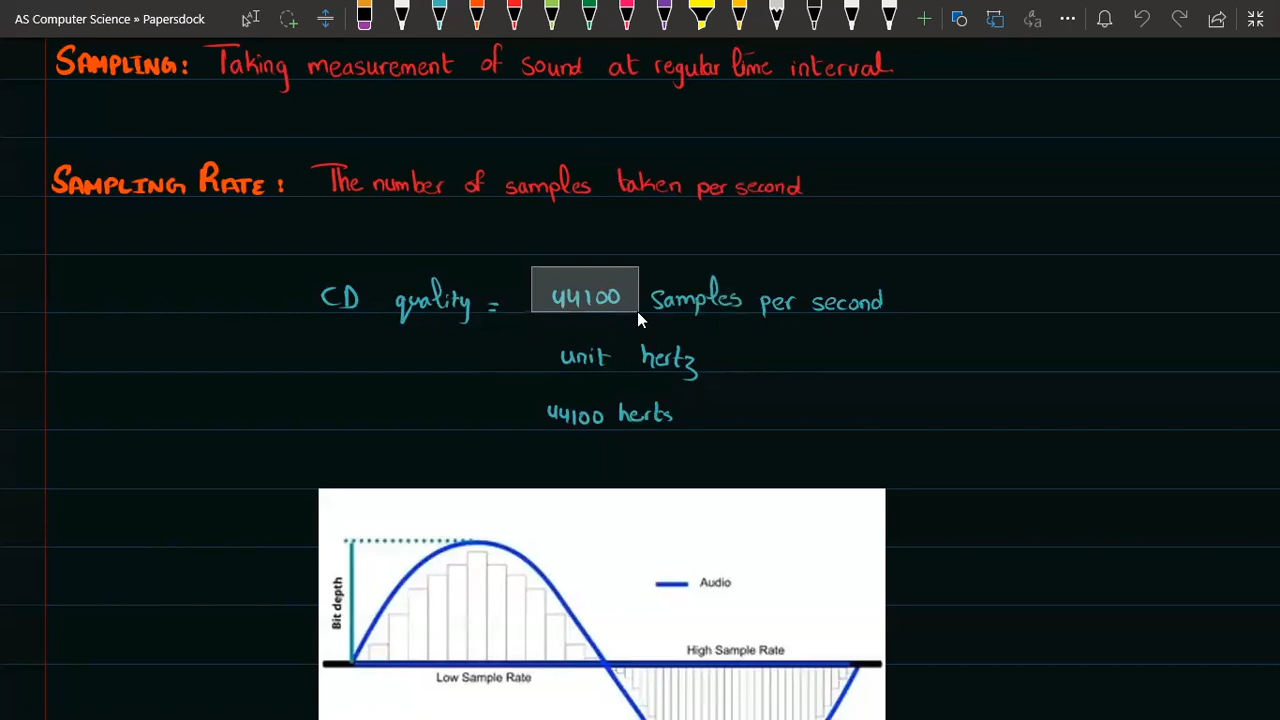 AS Computer Science » Papersdock
SAMPLING: Taking measurement of sound at regular time interval.
SAMPLING RATE: The number of samples taken per second
CD quality = 44100 samples per second
unit hertz
44100 herts
Bit depth
Audio
High Sample Rate
Low Sample Rate